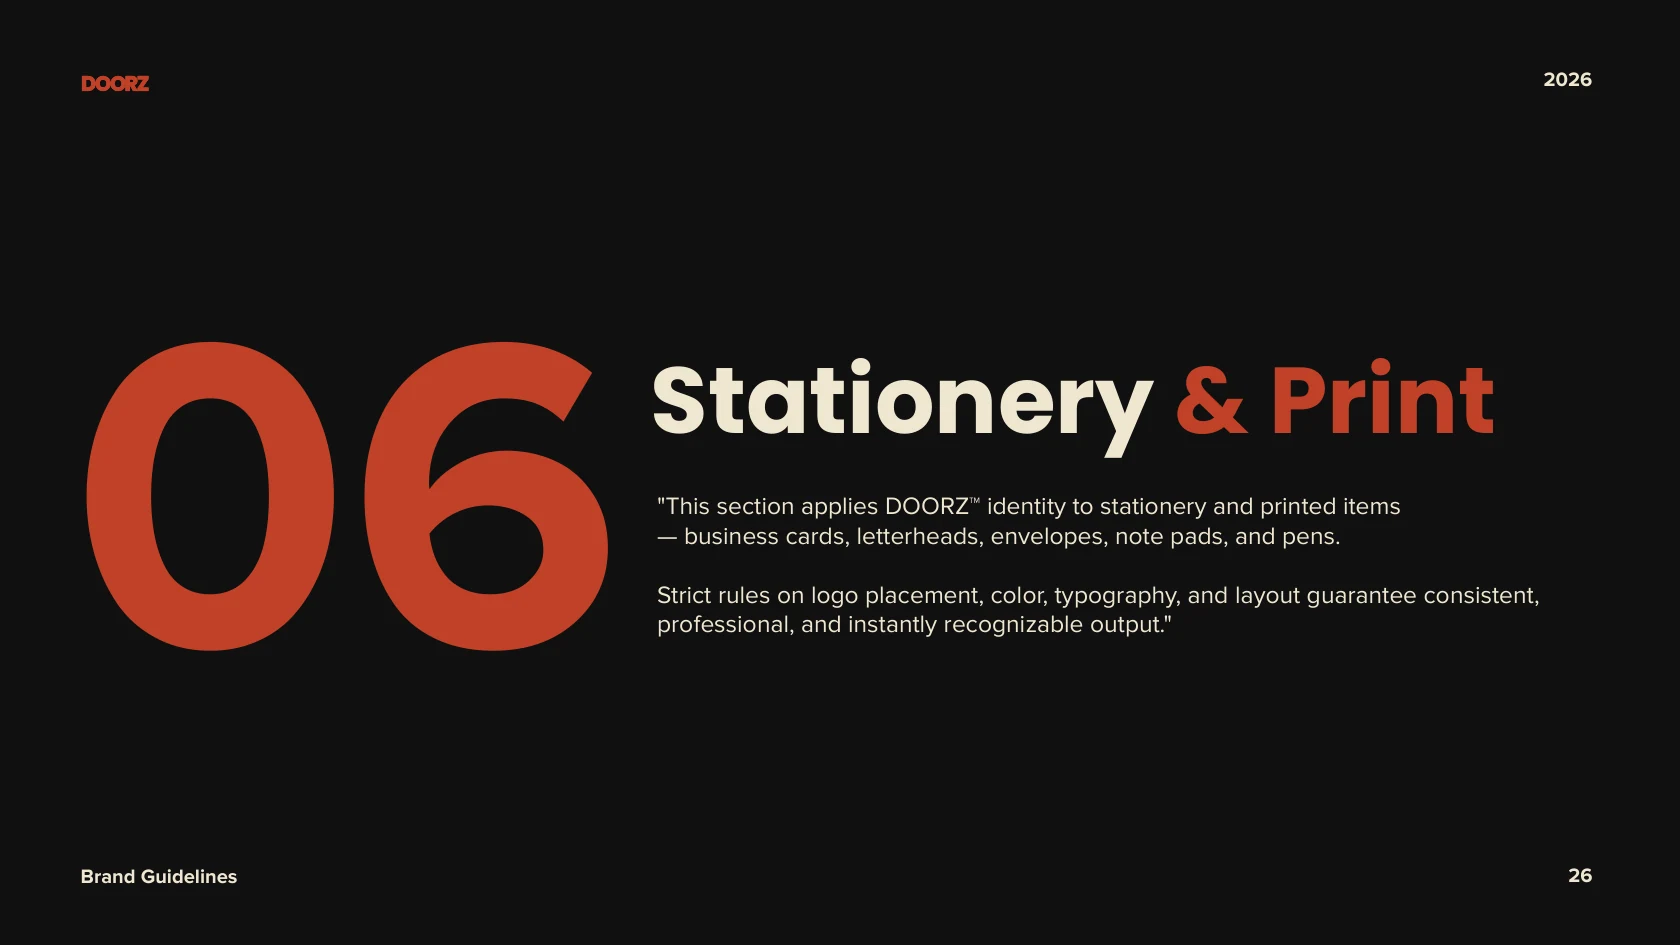 DOORZ
2026
06
Stationery & Print
"This section applies DOORZ™ identity to stationery and printed items
— business cards, letterheads, envelopes, note pads, and pens.
Strict rules on logo placement, color, typography, and layout guarantee consistent,
professional, and instantly recognizable output."
Brand Guidelines
26